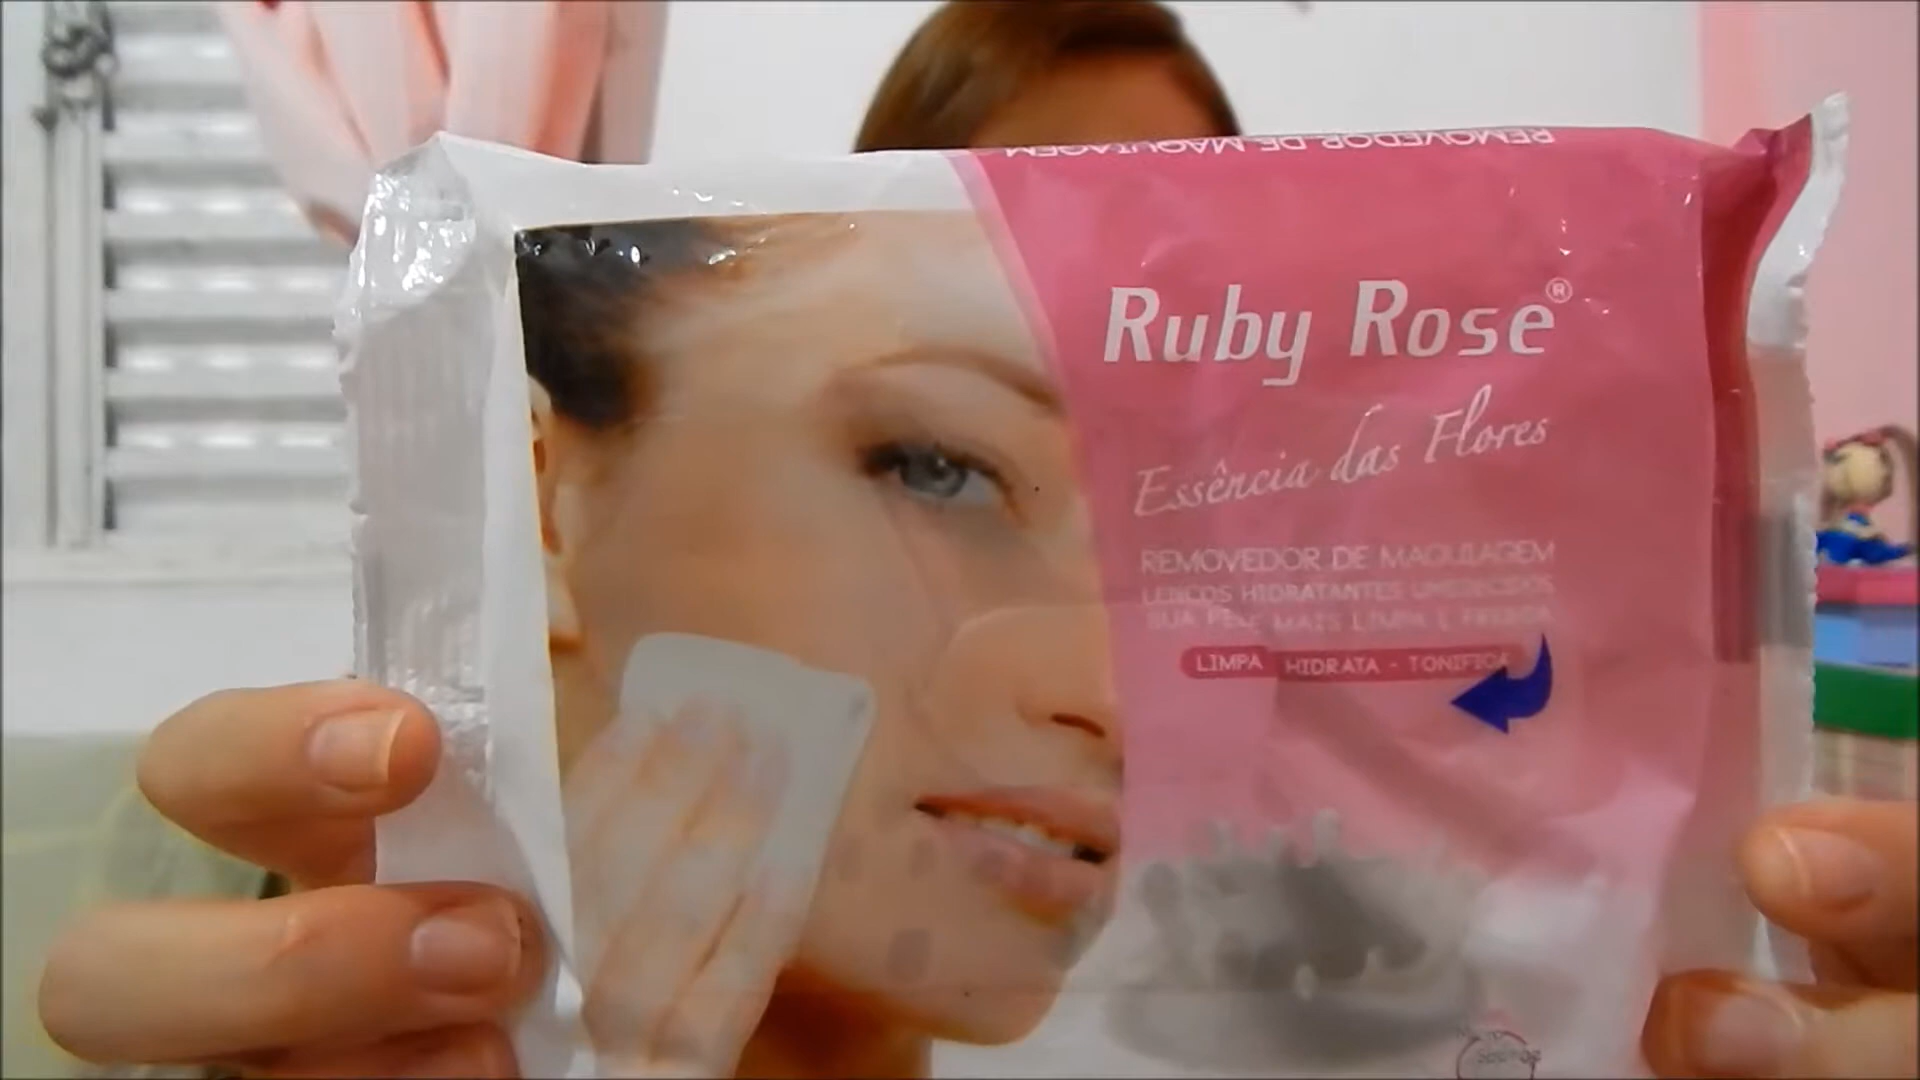 REMOVEDOR DE MAQUIAGEM
Ruby Rose®
Essência das Flores
REMOVEDOR DE MAQUIAGEM
LENÇOS HIDRATANTES UMEDECIDOS
SUA PELE MAIS LIMPA E FRESCA
LIMPA HIDRATA - TONIFICA